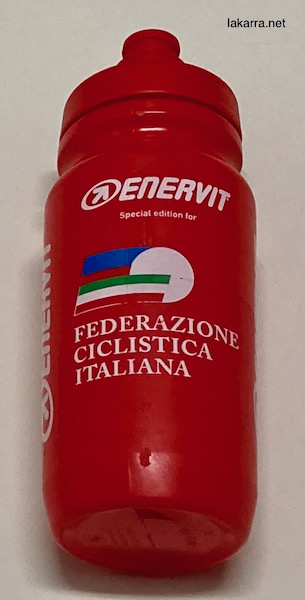 lakarra.net
ENERVIT
Special edition for
FEDERAZIONE
CICLISTICA
ITALIANA
ENERVIT